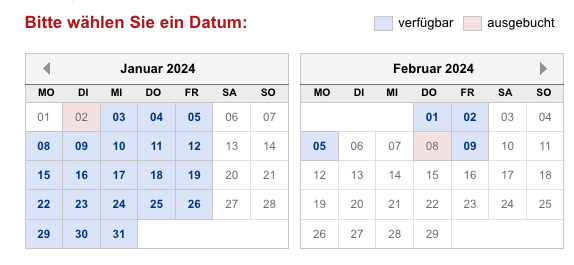 Bitte wählen Sie ein Datum:
verfügbar ausgebucht
Januar 2024
MO DI MI DO FR SA SO
01 02 03 04 05 06 07
08 09 10 11 12 13 14
15 16 17 18 19 20 21
22 23 24 25 26 27 28
29 30 31
Februar 2024
MO DI MI DO FR SA SO
01 02 03 04
05 06 07 08 09 10 11
12 13 14 15 16 17 18
19 20 21 22 23 24 25
26 27 28 29